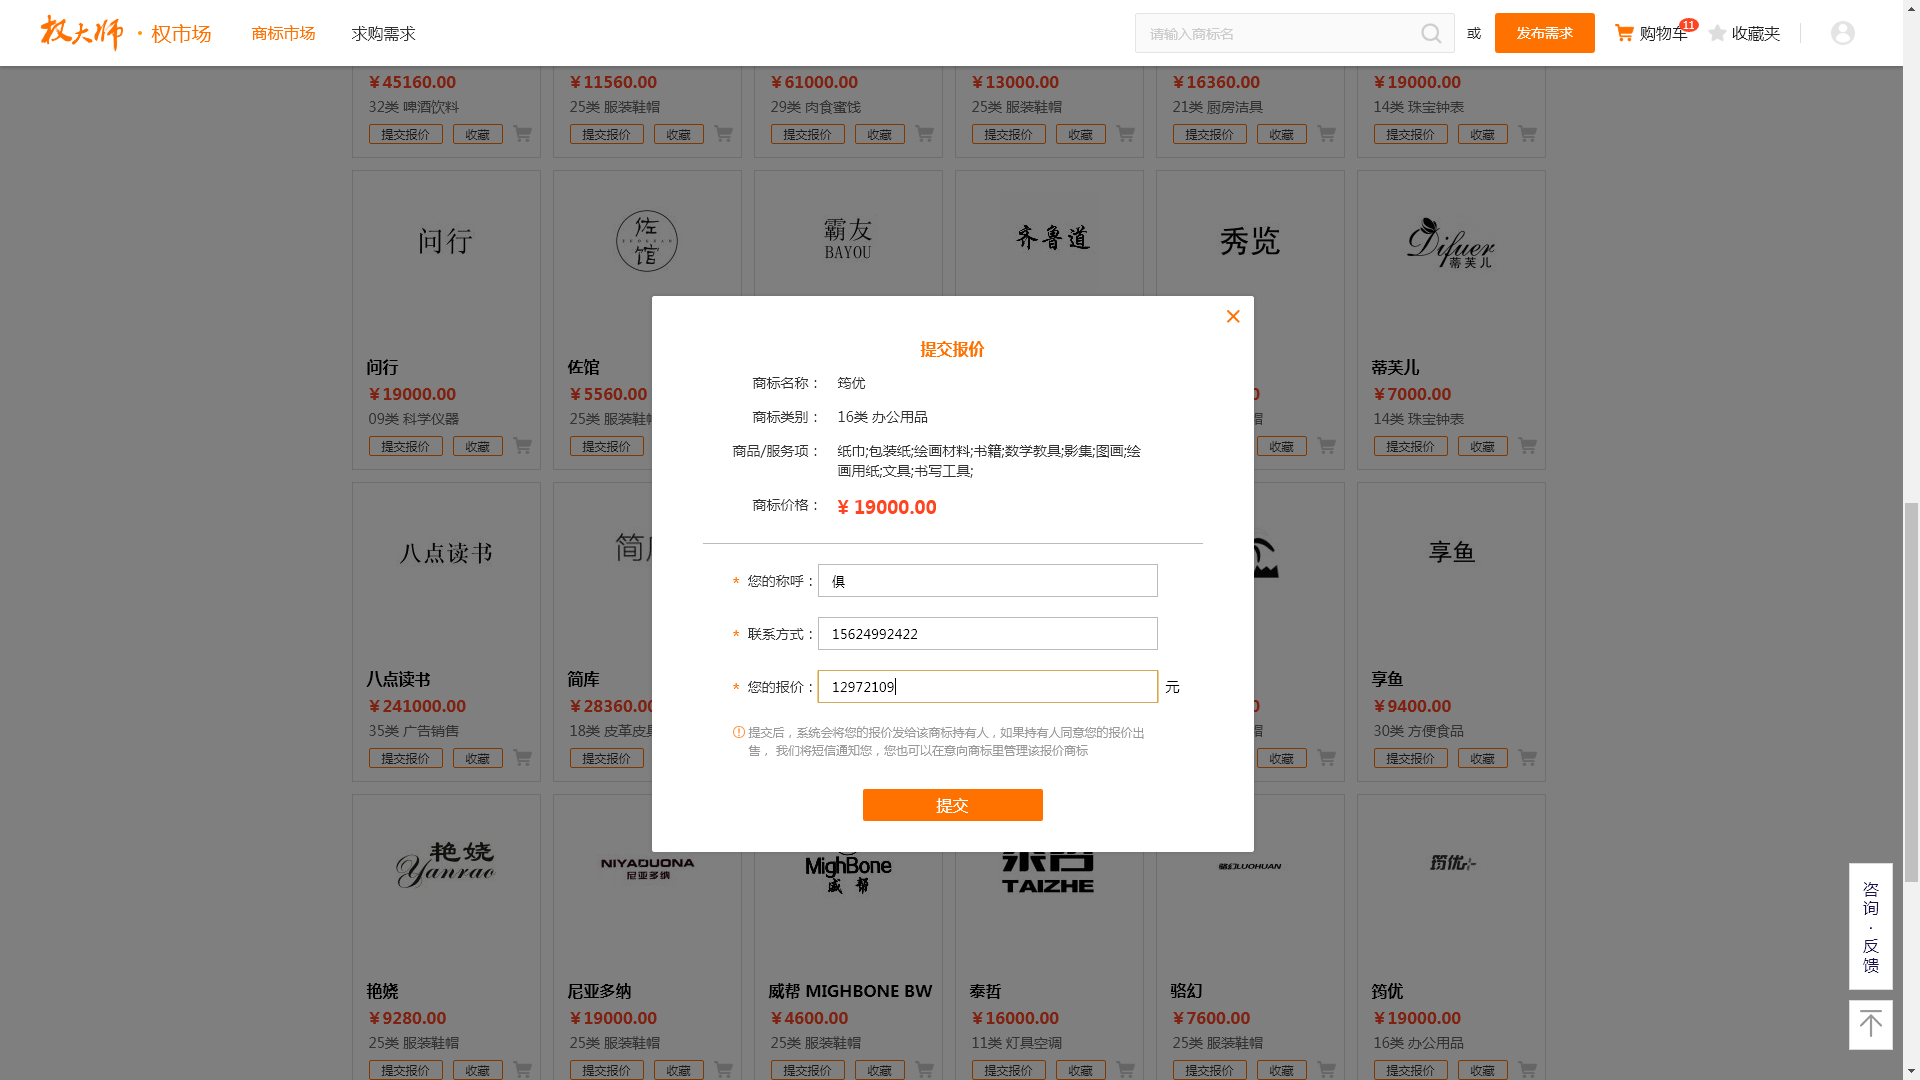 权大师 · 权市场 商标市场 求购需求 请输入商标名 或 发布需求 购物车 11 收藏夹
￥45160.00 ￥11560.00 ￥61000.00 ￥13000.00 ￥16360.00 ￥19000.00
32类 啤酒饮料 25类 服装鞋帽 29类 肉食蜜饯 25类 服装鞋帽 21类 厨房洁具 14类 珠宝钟表
提交报价 收藏 提交报价 收藏 提交报价 收藏 提交报价 收藏 提交报价 收藏 提交报价 收藏
问行 佐馆 霸友 BAYOU 齐鲁道 秀览 Difuer 蒂芙儿
问行 佐馆 蒂芙儿
￥19000.00 ￥5560.00 0 ￥7000.00
09类 科学仪器 25类 服装鞋帽 帽 14类 珠宝钟表
提交报价 收藏 提交报价 收藏 提交报价 收藏
提交报价
商标名称： 筠优
商标类别： 16类 办公用品
商品/服务项： 纸巾;包装纸;绘画材料;书籍;数学教具;影集;图画;绘
画用纸;文具;书写工具;
商标价格： ¥ 19000.00
* 您的称呼： 俱
* 联系方式： 15624992422
* 您的报价： 12972109 元
提交后，系统会将您的报价发给该商标持有人，如果持有人同意您的报价出
售， 我们将短信通知您，您也可以在意向商标里管理该报价商标
提交
八点读书 简库 享鱼
八点读书 简库 享鱼
￥241000.00 ￥28360.00 0 ￥9400.00
35类 广告销售 18类 皮革皮具 帽 30类 方便食品
提交报价 收藏 提交报价 收藏 提交报价 收藏
艳娆 Yanrao NIYADUONA 尼亚多纳 MighBone 威帮 泰哲 TAIZHE 骆幻LUOHUAN 筠优
艳娆 尼亚多纳 威帮 MIGHBONE BW 泰哲 骆幻 筠优
￥9280.00 ￥19000.00 ￥4600.00 ￥16000.00 ￥7600.00 ￥19000.00
25类 服装鞋帽 25类 服装鞋帽 25类 服装鞋帽 11类 灯具空调 25类 服装鞋帽 16类 办公用品
提交报价 收藏 提交报价 收藏 提交报价 收藏 提交报价 收藏 提交报价 收藏 提交报价 收藏
咨
询
·
反
馈